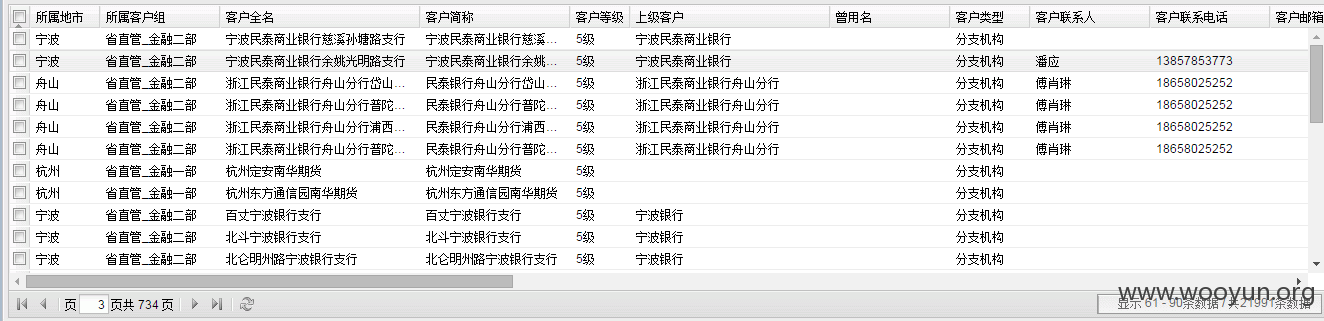 所属地市 所属客户组 客户全名 客户简称 客户等级 上级客户 曾用名 客户类型 客户联系人 客户联系电话 客户邮箱
宁波 省直管_金融二部 宁波民泰商业银行慈溪孙塘路支行 宁波民泰商业银行慈溪... 5级 宁波民泰商业银行 分支机构
宁波 省直管_金融二部 宁波民泰商业银行余姚光明路支行 宁波民泰商业银行余姚... 5级 宁波民泰商业银行 分支机构 潘应 13857853773
舟山 省直管_金融二部 浙江民泰商业银行舟山分行岱山... 民泰银行舟山分行岱山... 5级 浙江民泰商业银行舟山分行 分支机构 傅肖琳 18658025252
舟山 省直管_金融二部 浙江民泰商业银行舟山分行普陀... 民泰银行舟山分行普陀... 5级 浙江民泰商业银行舟山分行 分支机构 傅肖琳 18658025252
舟山 省直管_金融二部 浙江民泰商业银行舟山分行浦西... 民泰银行舟山分行浦西... 5级 浙江民泰商业银行舟山分行 分支机构 傅肖琳 18658025252
舟山 省直管_金融二部 浙江民泰商业银行舟山分行普陀... 民泰银行舟山分行普陀... 5级 浙江民泰商业银行舟山分行 分支机构 傅肖琳 18658025252
杭州 省直管_金融一部 杭州定安南华期货 杭州定安南华期货 5级 分支机构
杭州 省直管_金融一部 杭州东方通信园南华期货 杭州东方通信园南华期货 5级 分支机构
宁波 省直管_金融二部 百丈宁波银行支行 百丈宁波银行支行 5级 宁波银行 分支机构
宁波 省直管_金融二部 北斗宁波银行支行 北斗宁波银行支行 5级 宁波银行 分支机构
宁波 省直管_金融二部 北仑明州路宁波银行支行 北仑明州路宁波银行支行 5级 宁波银行 分支机构
页 3 页共 734 页 显示 61 - 90条数据 / 共21991条数据
www.wooyun.org